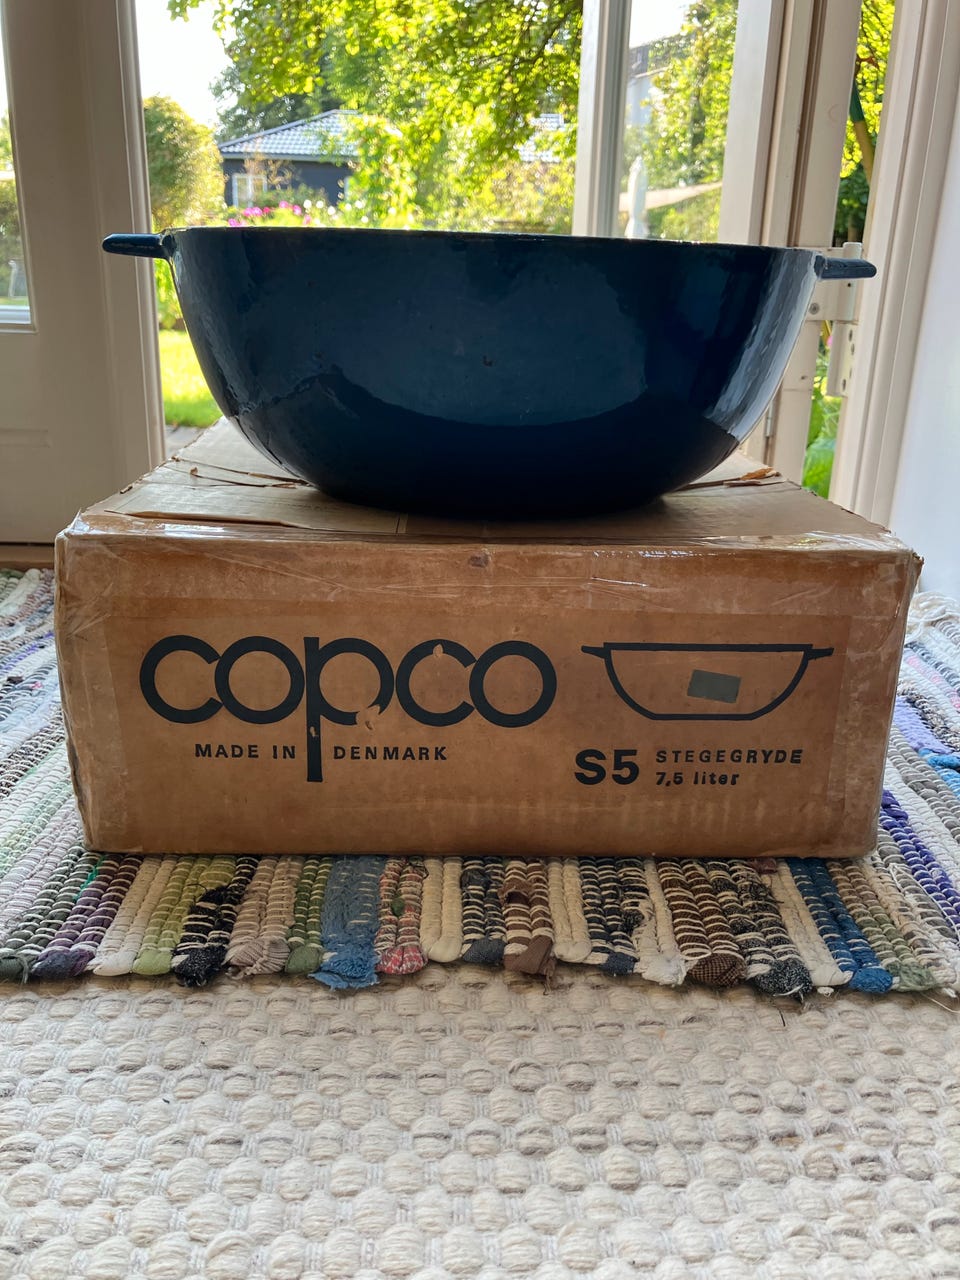 copco
MADE IN DENMARK
S5 STEGEGRYDE
7,5 liter